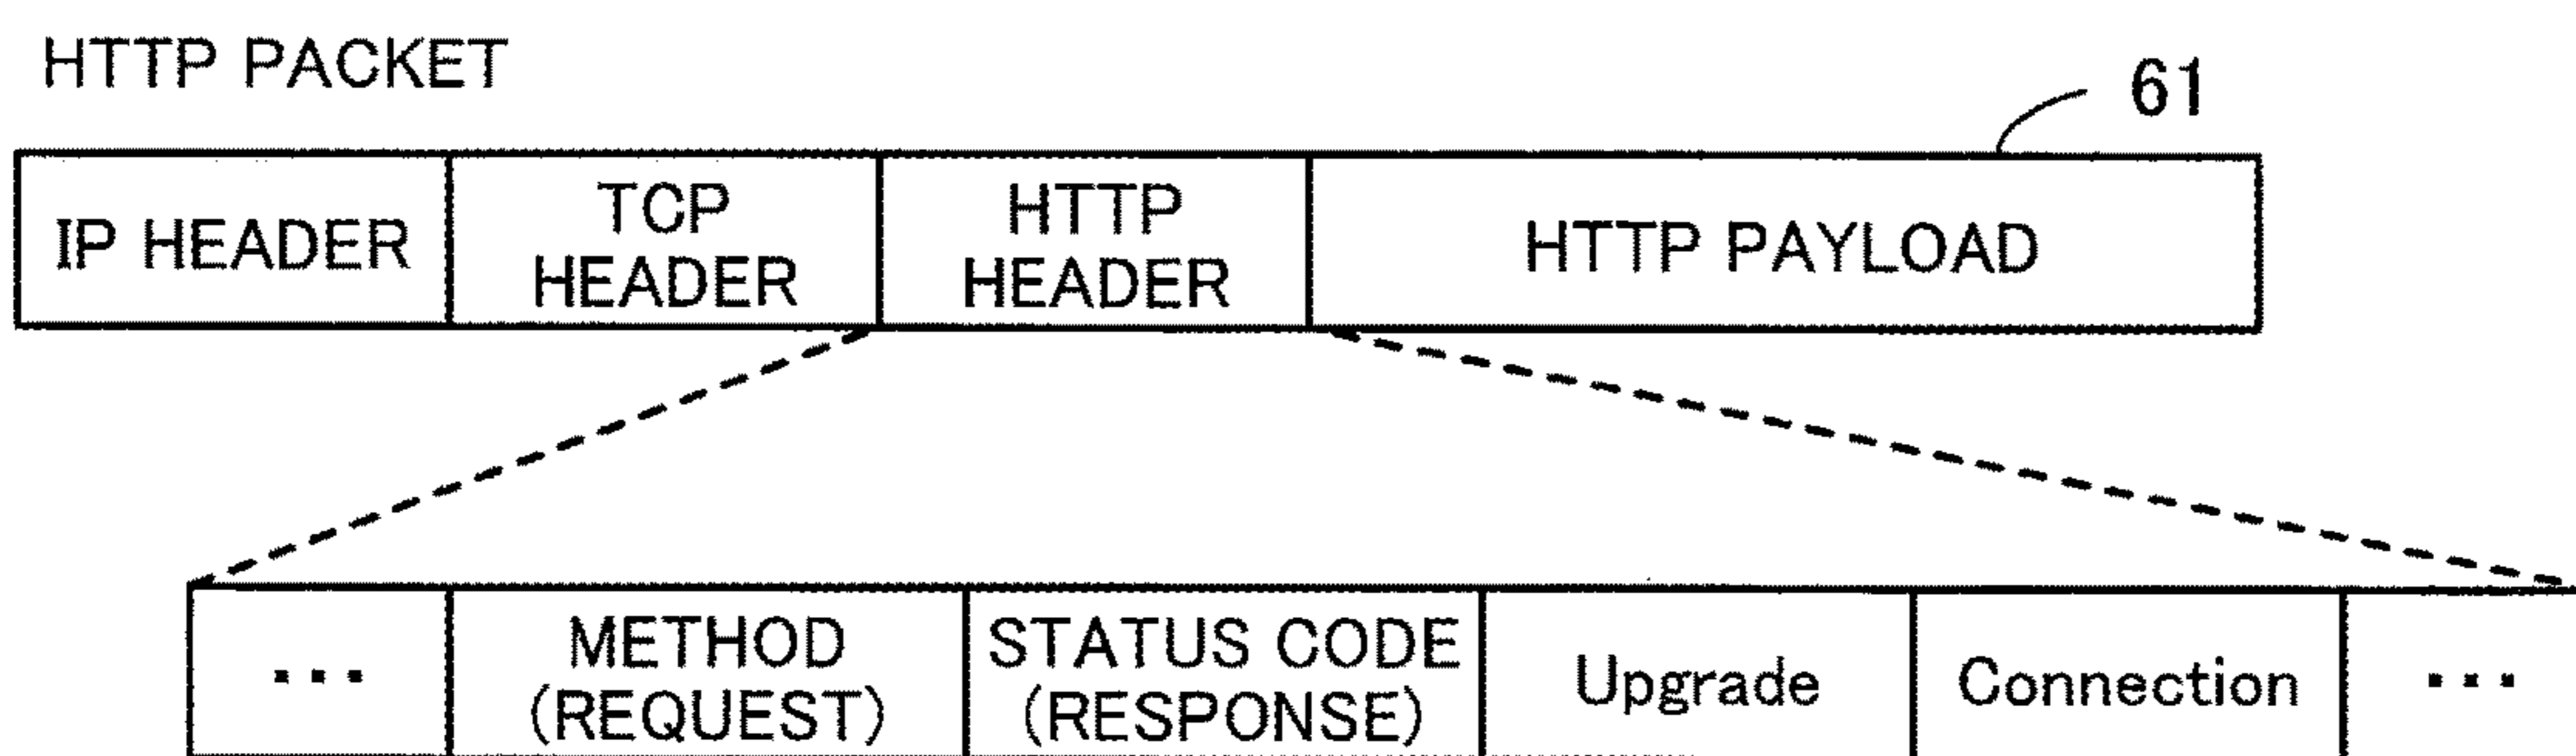 HTTP PACKET
61
IP HEADER
TCP
HEADER
HTTP
HEADER
HTTP PAYLOAD
...
METHOD
(REQUEST)
STATUS CODE
(RESPONSE)
Upgrade
Connection
...